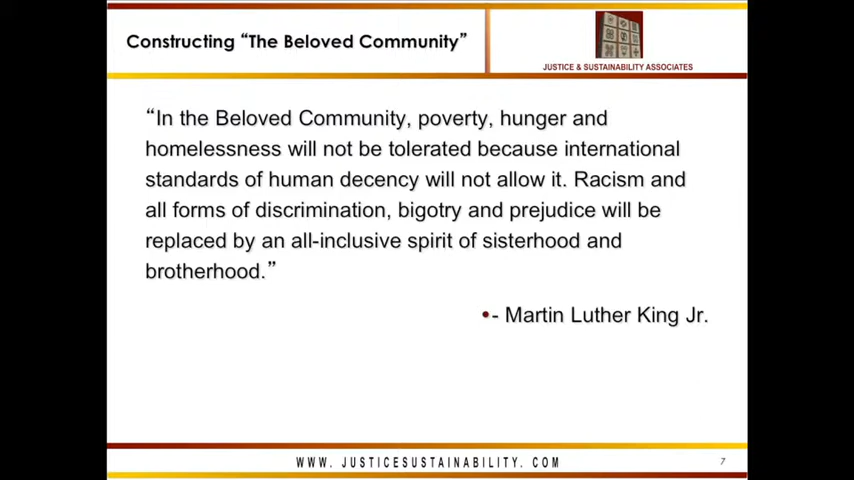 Constructing “The Beloved Community”
JUSTICE & SUSTAINABILITY ASSOCIATES
“In the Beloved Community, poverty, hunger and
homelessness will not be tolerated because international
standards of human decency will not allow it. Racism and
all forms of discrimination, bigotry and prejudice will be
replaced by an all-inclusive spirit of sisterhood and
brotherhood.”
•- Martin Luther King Jr.
WWW. JUSTICESUSTAINABILITY. COM
7